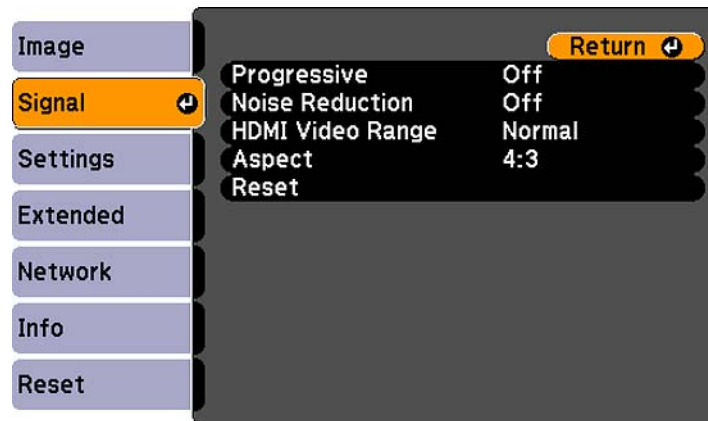 Image
Signal
Settings
Extended
Network
Info
Reset
Return
Progressive Off
Noise Reduction Off
HDMI Video Range Normal
Aspect 4:3
Reset